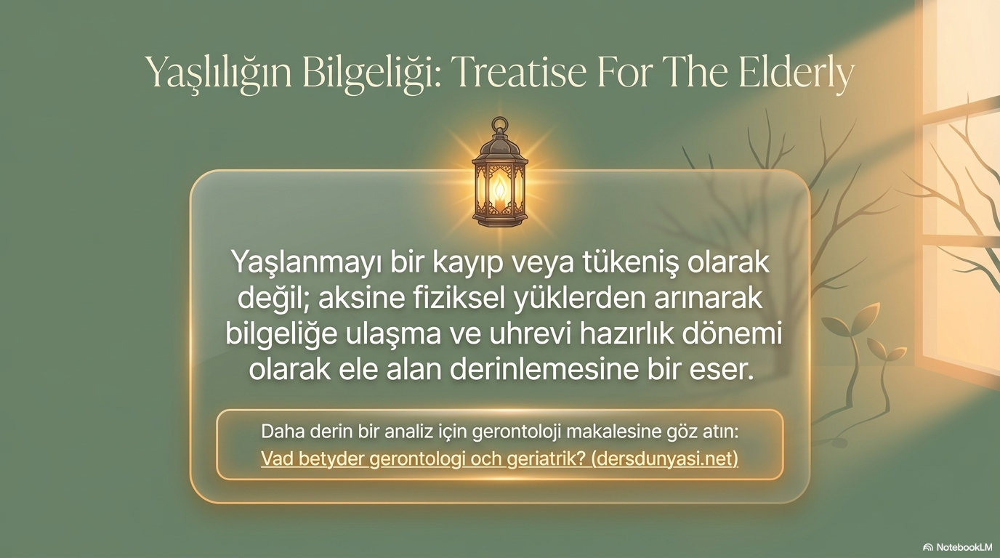 Yaşlılığın Bilgeliği: Treatise For The Elderly
Yaşlanmayı bir kayıp veya tükeniş olarak
değil; aksine fiziksel yüklerden arınarak
bilgeliğe ulaşma ve uhrevi hazırlık dönemi
olarak ele alan derinlemesine bir eser.
Daha derin bir analiz için gerontoloji makalesine göz atın:
Vad betyder gerontologi och geriatrik? (dersdunyasi.net)
NotebookLM